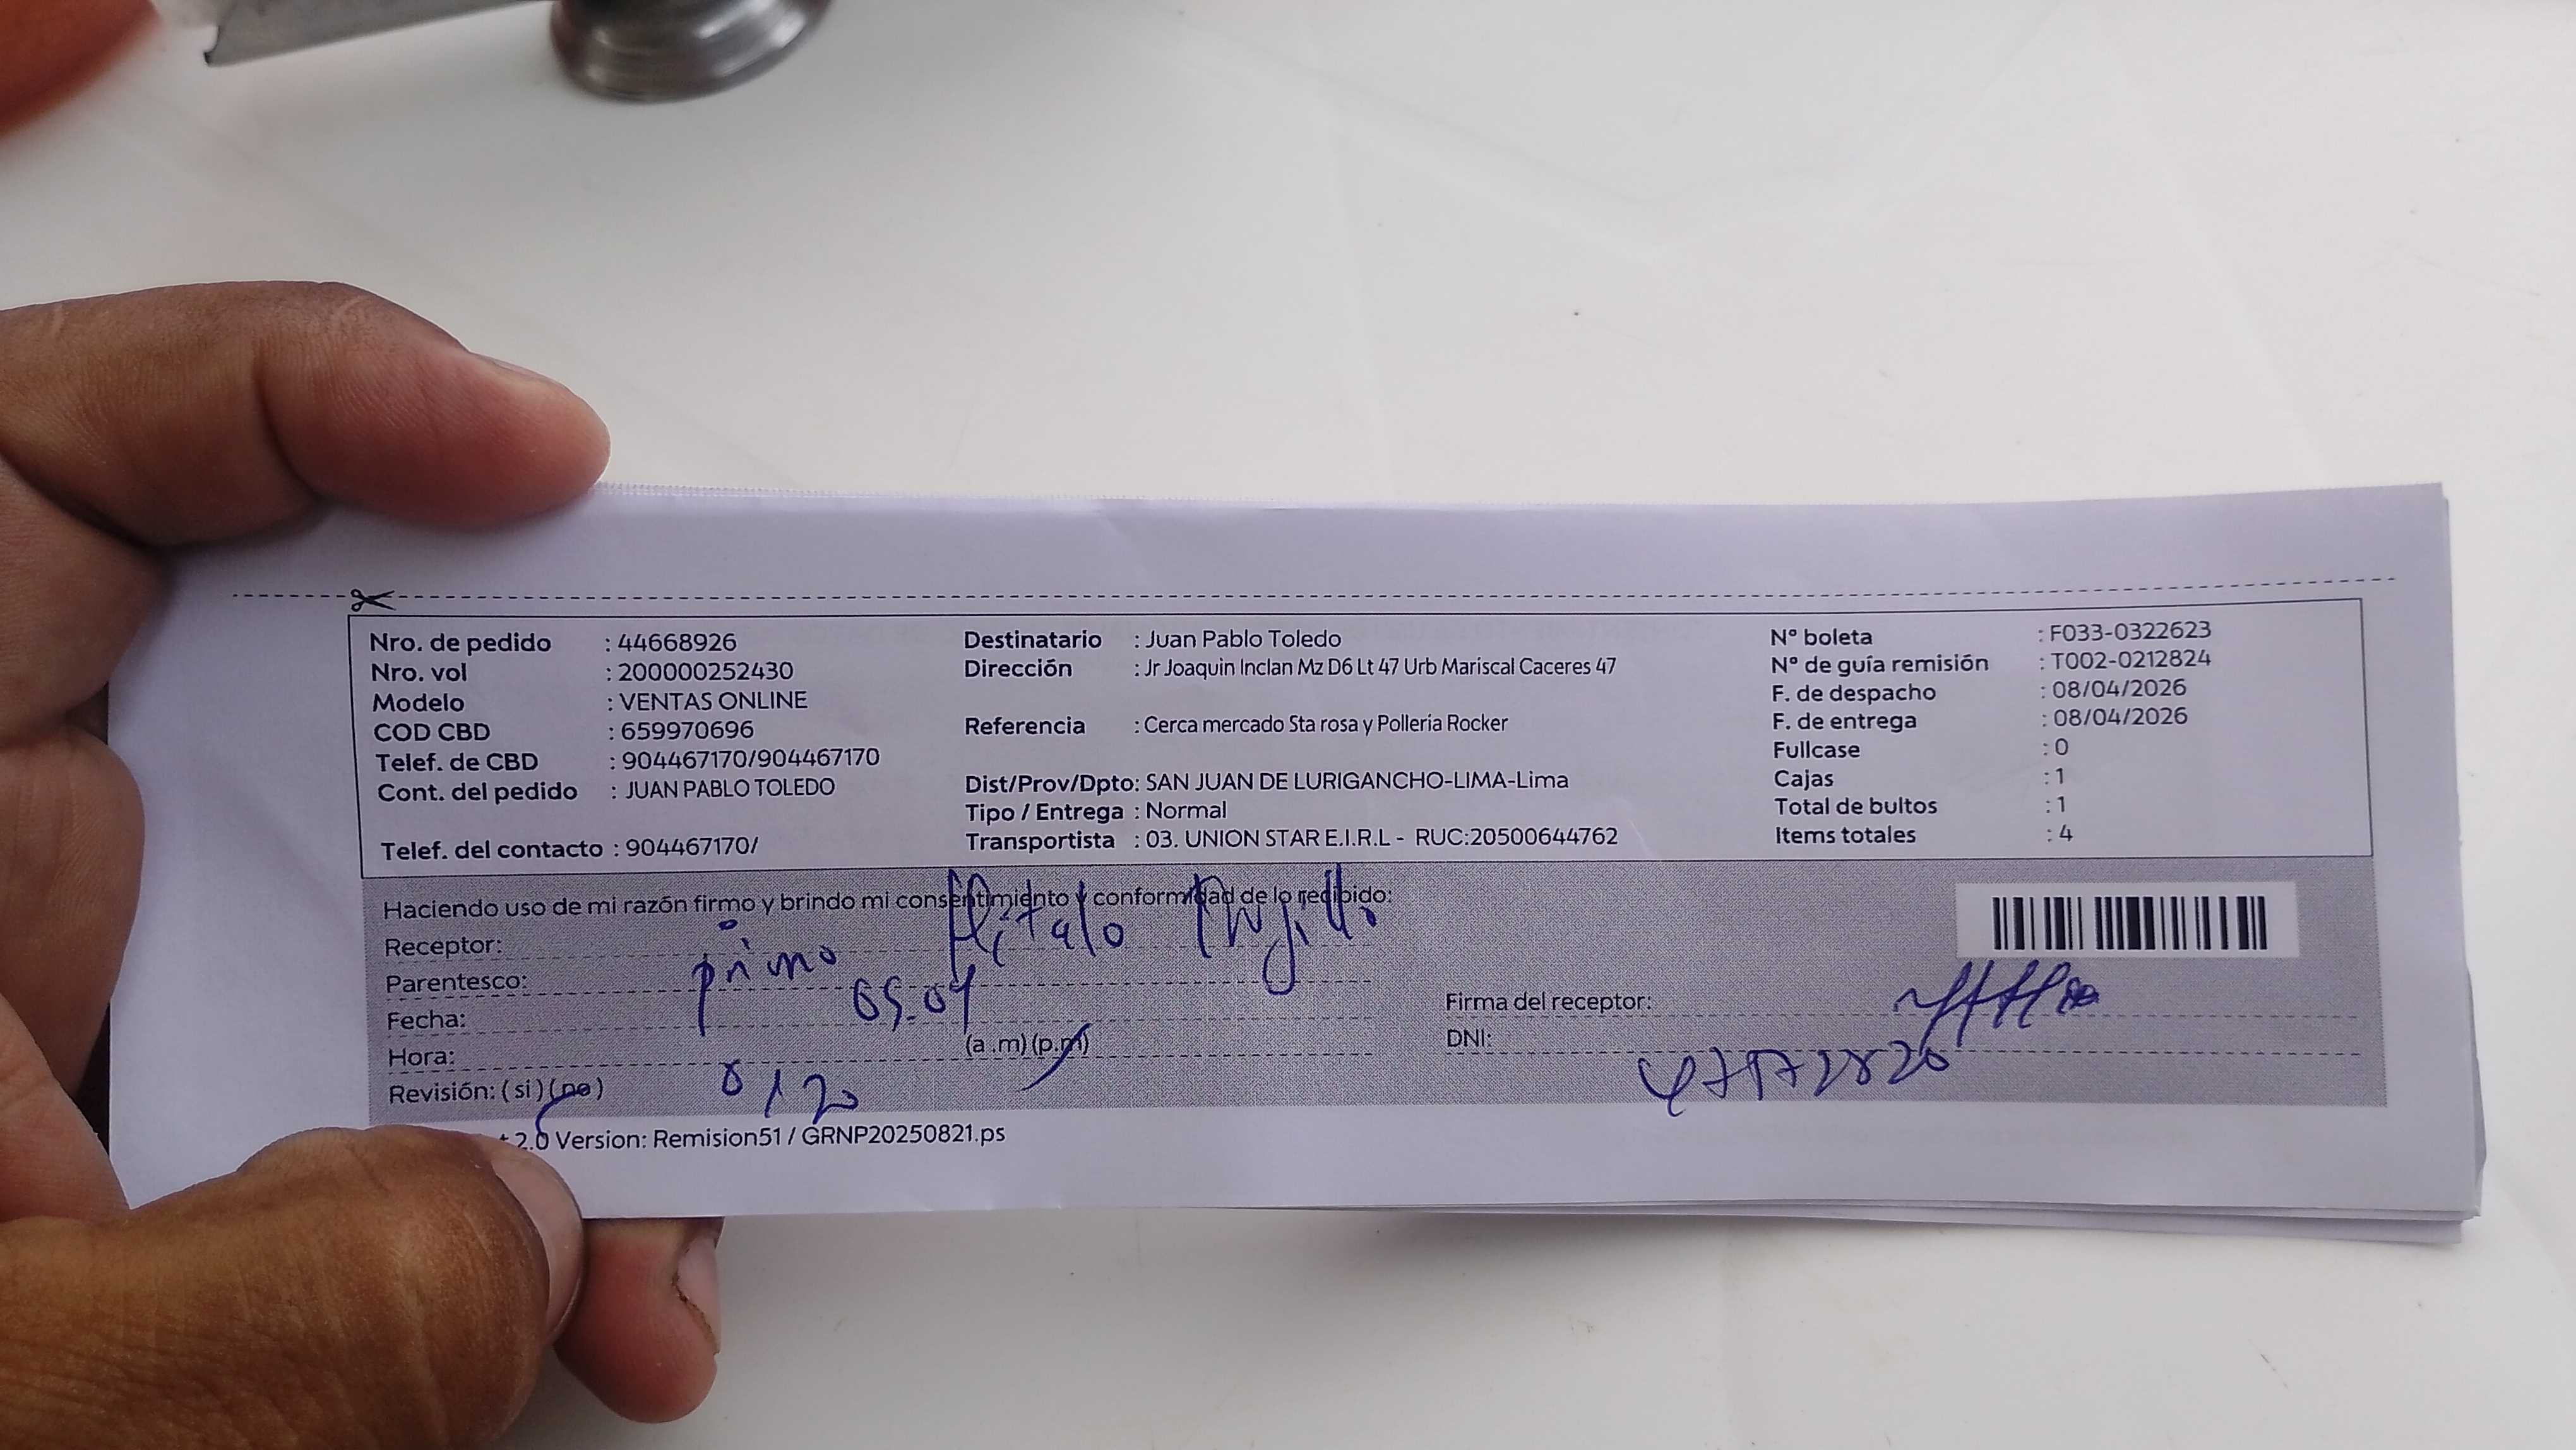 Nro. de pedido : 44668926
Nro. vol : 200000252430
Modelo : VENTAS ONLINE
COD CBD : 659970696
Telef. de CBD : 904467170/904467170
Cont. del pedido : JUAN PABLO TOLEDO
Telef. del contacto : 904467170/
Destinatario : Juan Pablo Toledo
Dirección : Jr Joaquin Inclan Mz D6 Lt 47 Urb Mariscal Caceres 47
Referencia : Cerca mercado Sta rosa y Polleria Rocker
Dist/Prov/Dpto: SAN JUAN DE LURIGANCHO-LIMA-Lima
Tipo / Entrega : Normal
Transportista : 03. UNION STAR E.I.R.L - RUC:20500644762
N° boleta : F033-0322623
N° de guía remisión : T002-0212824
F. de despacho : 08/04/2026
F. de entrega : 08/04/2026
Fullcase : 0
Cajas : 1
Total de bultos : 1
Items totales : 4
Haciendo uso de mi razón firmo y brindo mi consentimiento y conformidad de lo recibido:
Receptor:
Parentesco: primo
Fecha:
Hora: (a .m) (p.m)
Revisión: ( si ) ( no )
Firma del receptor:
DNI:
2.0 Version: Remision51 / GRNP20250821.ps